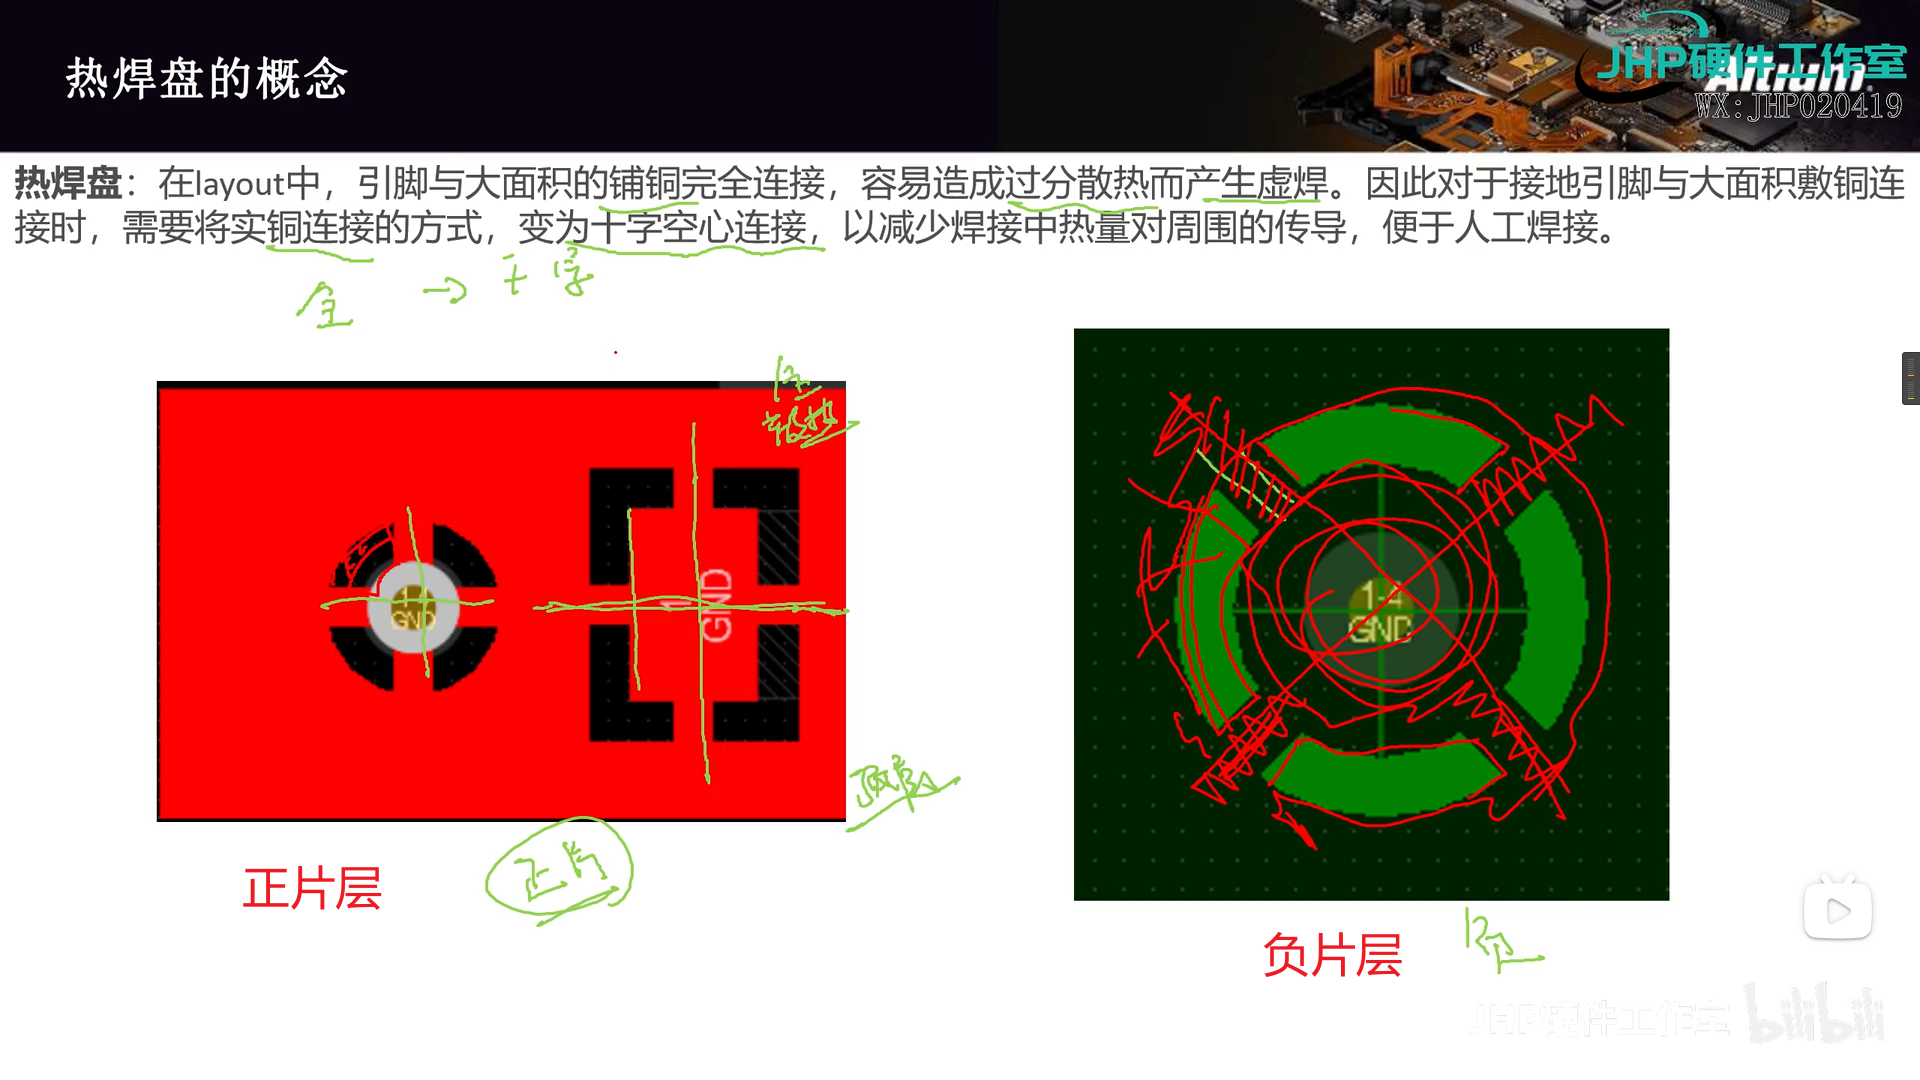 热焊盘的概念
JHP硬件工作室
Altium
WX:JHP020419
热焊盘：在layout中，引脚与大面积的铺铜完全连接，容易造成过分散热而产生虚焊。因此对于接地引脚与大面积敷铜连
接时，需要将实铜连接的方式，变为十字空心连接，以减少焊接中热量对周围的传导，便于人工焊接。
全 → 十字
GND
1
GND
1-4
GND
正片层
正片
负片层
JHP硬件工作室
bilibili